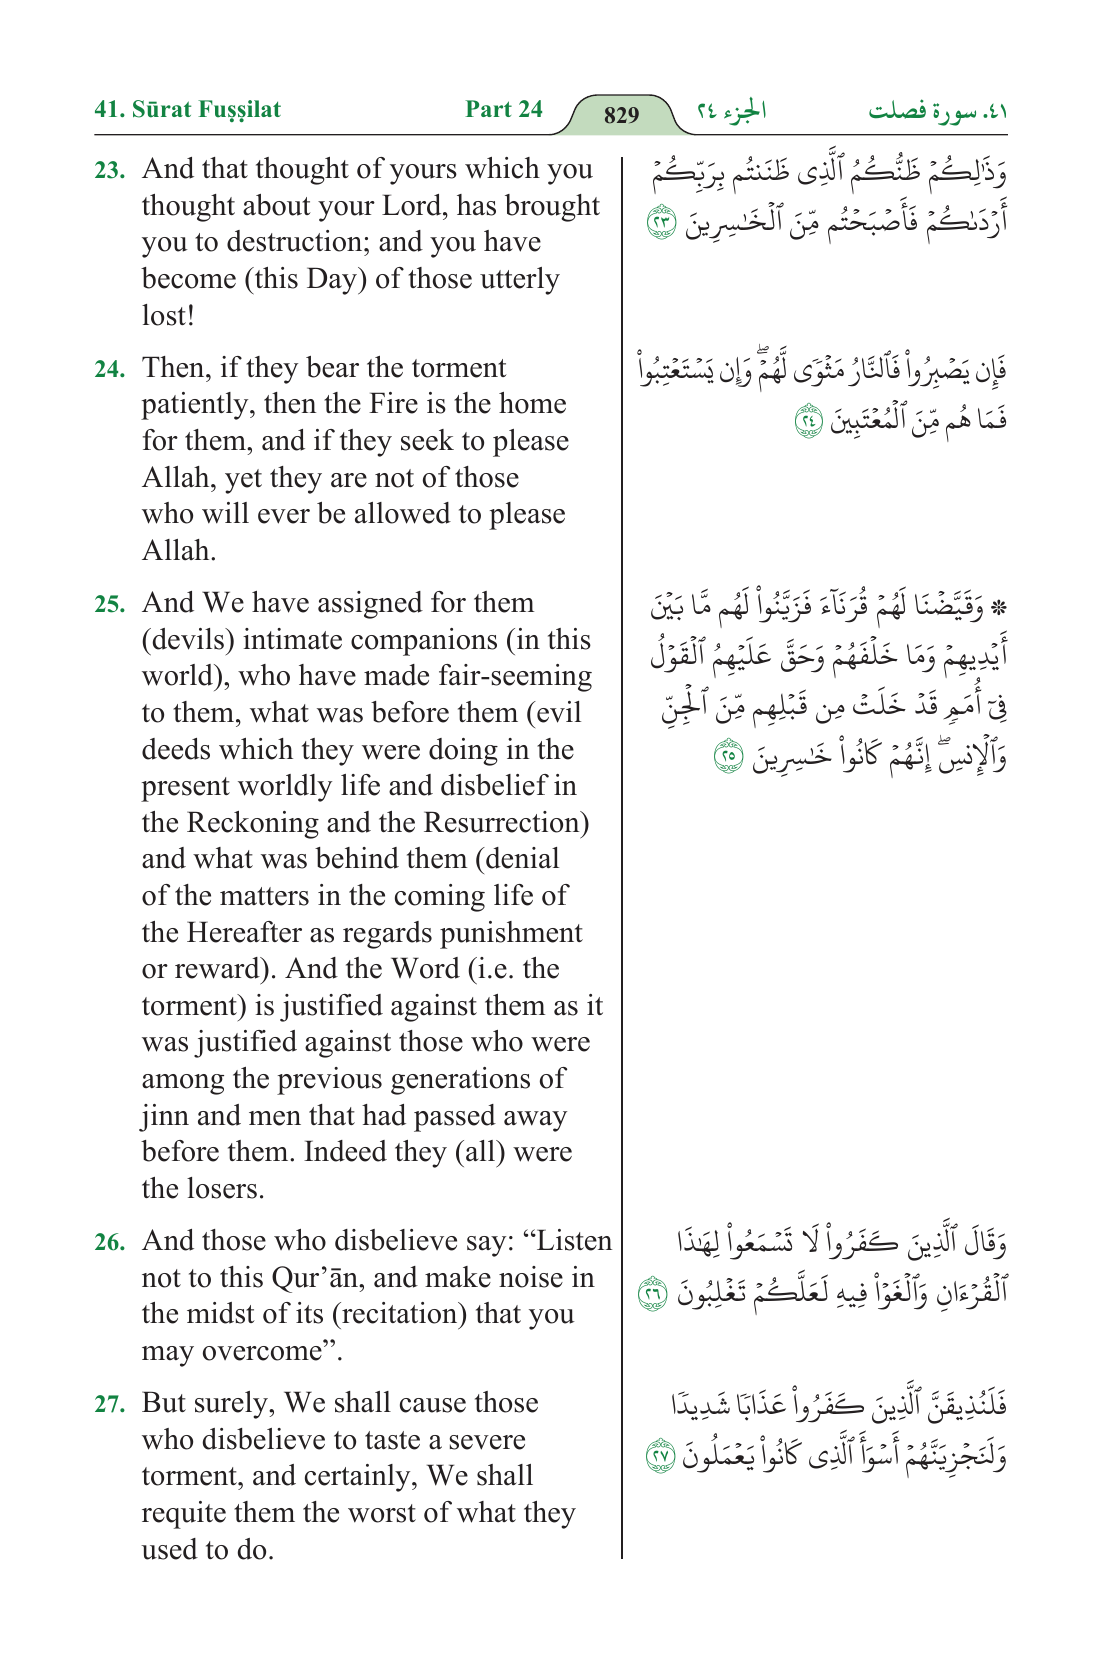 41. Sūrat Fuṣṣilat Part 24 829 الجزء ٢٤ ٤١. سورة فصلت
23. And that thought of yours which you
thought about your Lord, has brought
you to destruction; and you have
become (this Day) of those utterly
lost!
وَذَٰلِكُمۡ ظَنُّكُمُ ٱلَّذِى ظَنَنتُم بِرَبِّكُمۡ
أَرۡدَىٰكُمۡ فَأَصۡبَحۡتُم مِّنَ ٱلۡخَٰسِرِينَ ٢٣
24. Then, if they bear the torment
patiently, then the Fire is the home
for them, and if they seek to please
Allah, yet they are not of those
who will ever be allowed to please
Allah.
فَإِن يَصۡبِرُواْ فَٱلنَّارُ مَثۡوٗى لَّهُمۡۖ وَإِن يَسۡتَعۡتِبُواْ
فَمَا هُم مِّنَ ٱلۡمُعۡتَبِينَ ٢٤
25. And We have assigned for them
(devils) intimate companions (in this
world), who have made fair-seeming
to them, what was before them (evil
deeds which they were doing in the
present worldly life and disbelief in
the Reckoning and the Resurrection)
and what was behind them (denial
of the matters in the coming life of
the Hereafter as regards punishment
or reward). And the Word (i.e. the
torment) is justified against them as it
was justified against those who were
among the previous generations of
jinn and men that had passed away
before them. Indeed they (all) were
the losers.
* وَقَيَّضۡنَا لَهُمۡ قُرَنَآءَ فَزَيَّنُواْ لَهُم مَّا بَيۡنَ
أَيۡدِيهِمۡ وَمَا خَلۡفَهُمۡ وَحَقَّ عَلَيۡهِمُ ٱلۡقَوۡلُ
فِىٓ أُمَمٖ قَدۡ خَلَتۡ مِن قَبۡلِهِم مِّنَ ٱلۡجِنِّ
وَٱلۡإِنسِۖ إِنَّهُمۡ كَانُواْ خَٰسِرِينَ ٢٥
26. And those who disbelieve say: “Listen
not to this Qur’ān, and make noise in
the midst of its (recitation) that you
may overcome”.
وَقَالَ ٱلَّذِينَ كَفَرُواْ لَا تَسۡمَعُواْ لِهَٰذَا
ٱلۡقُرۡءَانِ وَٱلۡغَوۡاْ فِيهِ لَعَلَّكُمۡ تَغۡلِبُونَ ٢٦
27. But surely, We shall cause those
who disbelieve to taste a severe
torment, and certainly, We shall
requite them the worst of what they
used to do.
فَلَنُذِيقَنَّ ٱلَّذِينَ كَفَرُواْ عَذَابٗا شَدِيدٗا
وَلَنَجۡزِيَنَّهُمۡ أَسۡوَأَ ٱلَّذِى كَانُواْ يَعۡمَلُونَ ٢٧